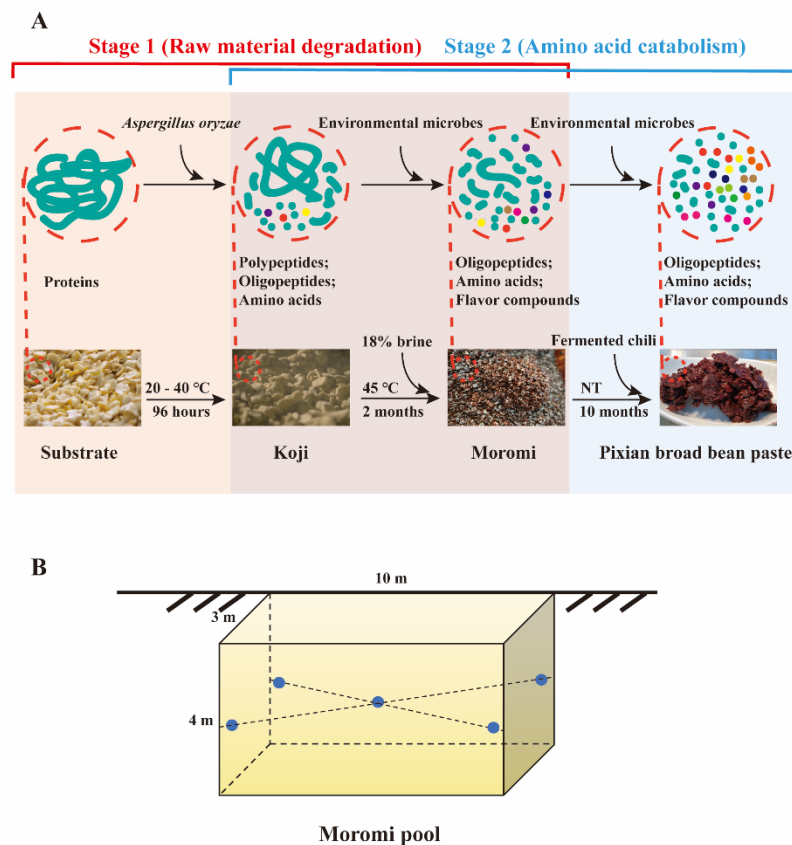 A
Stage 1 (Raw material degradation)
Stage 2 (Amino acid catabolism)
Aspergillus oryzae
Environmental microbes
Environmental microbes
Proteins
Polypeptides;
Oligopeptides;
Amino acids
Oligopeptides;
Amino acids;
Flavor compounds
Oligopeptides;
Amino acids;
Flavor compounds
18% brine
Fermented chili
20 - 40 °C
96 hours
45 °C
2 months
NT
10 months
Substrate
Koji
Moromi
Pixian broad bean paste
B
10 m
3 m
4 m
Moromi pool